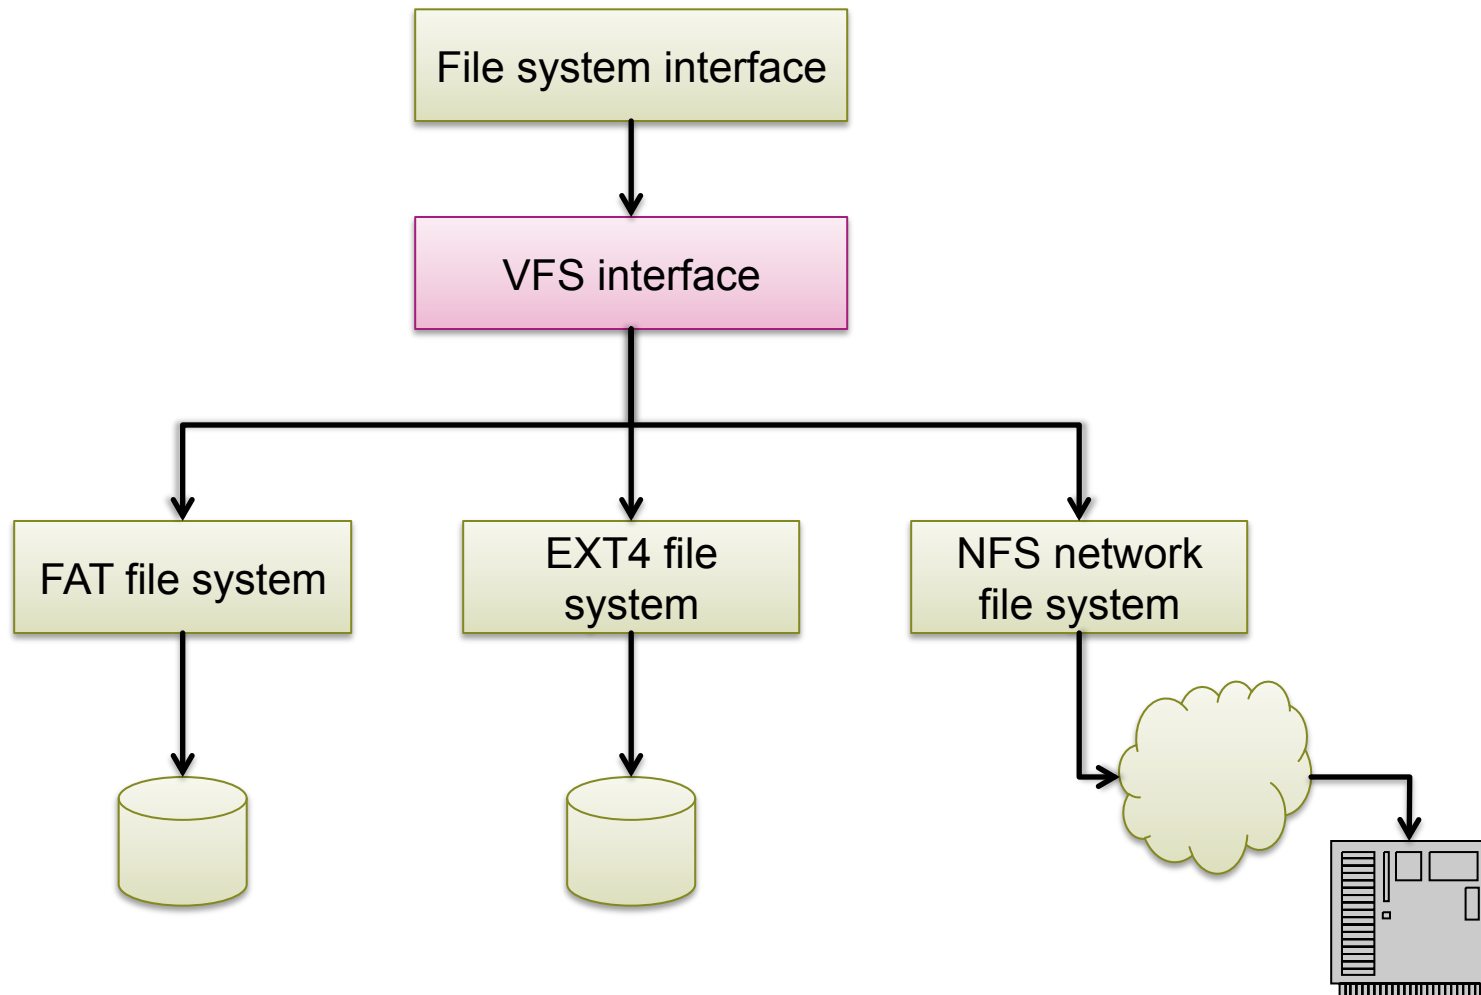 File system interface
VFS interface
FAT file system
EXT4 file
system
NFS network
file system